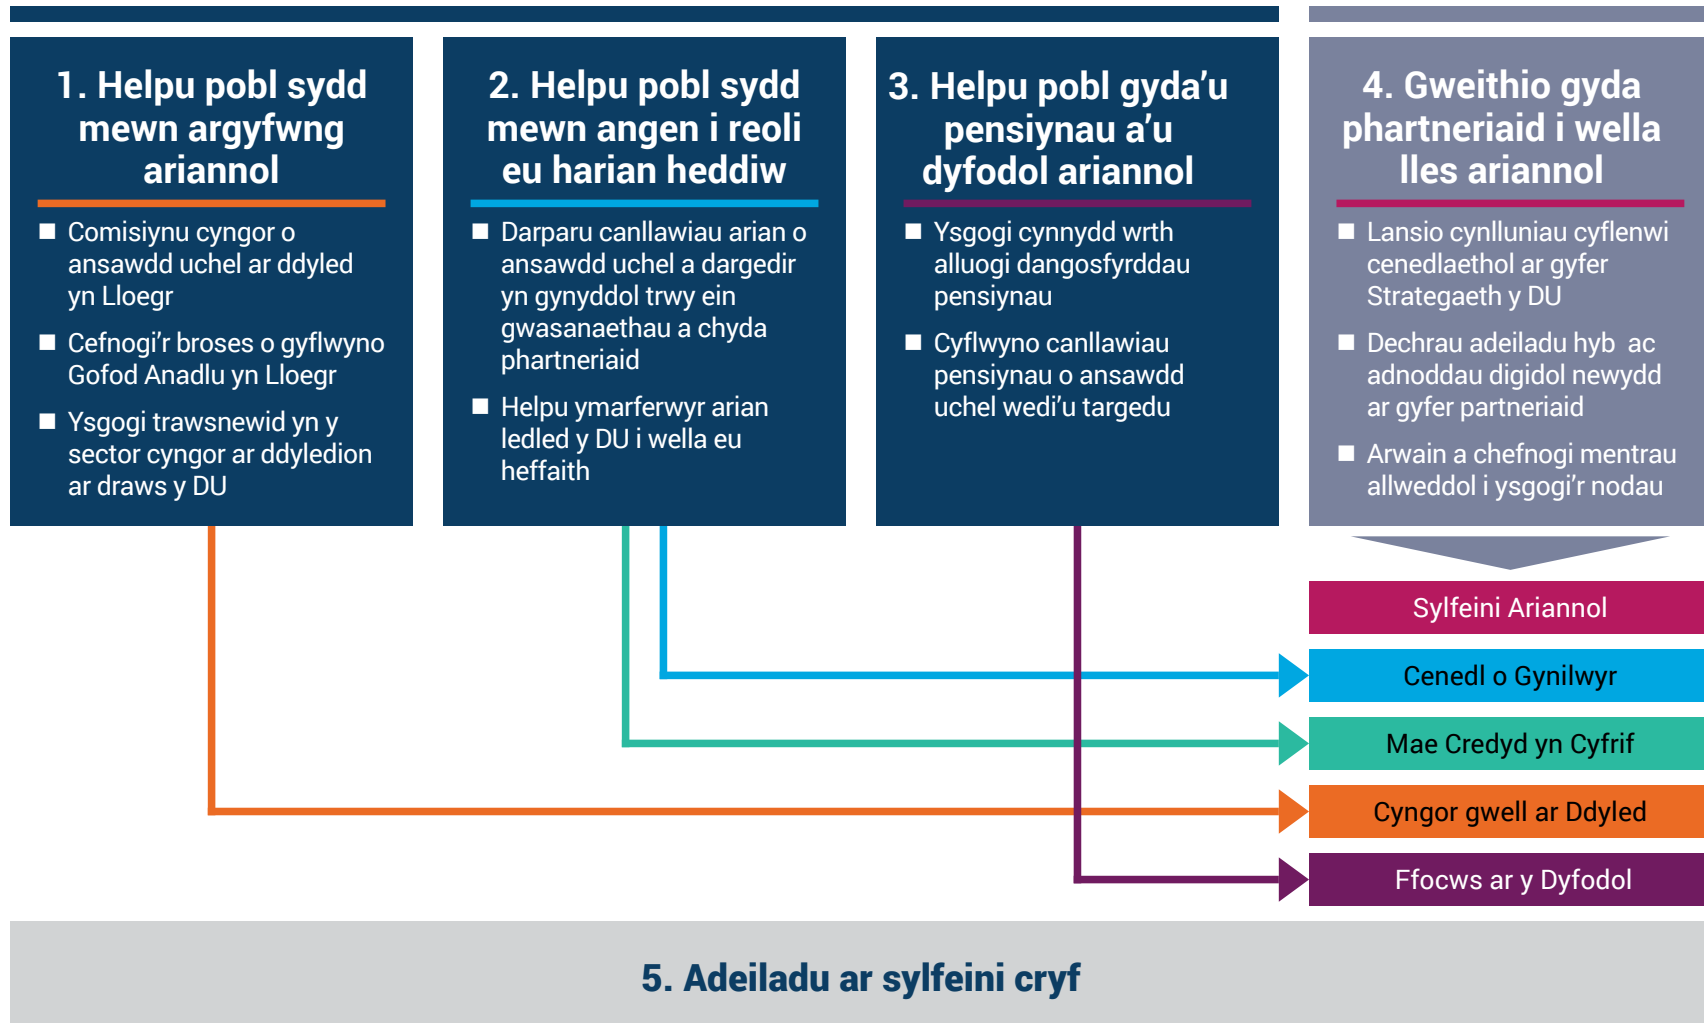 1. Helpu pobl sydd
mewn argyfwng
ariannol
Comisiynu cyngor o
ansawdd uchel ar ddyled
yn Lloegr
Cefnogi’r broses o gyflwyno
Gofod Anadlu yn Lloegr
Ysgogi trawsnewid yn y
sector cyngor ar ddyledion
ar draws y DU
2. Helpu pobl sydd
mewn angen i reoli
eu harian heddiw
Darparu canllawiau arian o
ansawdd uchel a dargedir
yn gynyddol trwy ein
gwasanaethau a chyda
phartneriaid
Helpu ymarferwyr arian
ledled y DU i wella eu
heffaith
3. Helpu pobl gyda’u
pensiynau a’u
dyfodol ariannol
Ysgogi cynnydd wrth
alluogi dangosfyrddau
pensiynau
Cyflwyno canllawiau
pensiynau o ansawdd
uchel wedi’u targedu
4. Gweithio gyda
phartneriaid i wella
lles ariannol
Lansio cynlluniau cyflenwi
cenedlaethol ar gyfer
Strategaeth y DU
Dechrau adeiladu hyb ac
adnoddau digidol newydd
ar gyfer partneriaid
Arwain a chefnogi mentrau
allweddol i ysgogi’r nodau
Sylfeini Ariannol
Cenedl o Gynilwyr
Mae Credyd yn Cyfrif
Cyngor gwell ar Ddyled
Ffocws ar y Dyfodol
5. Adeiladu ar sylfeini cryf